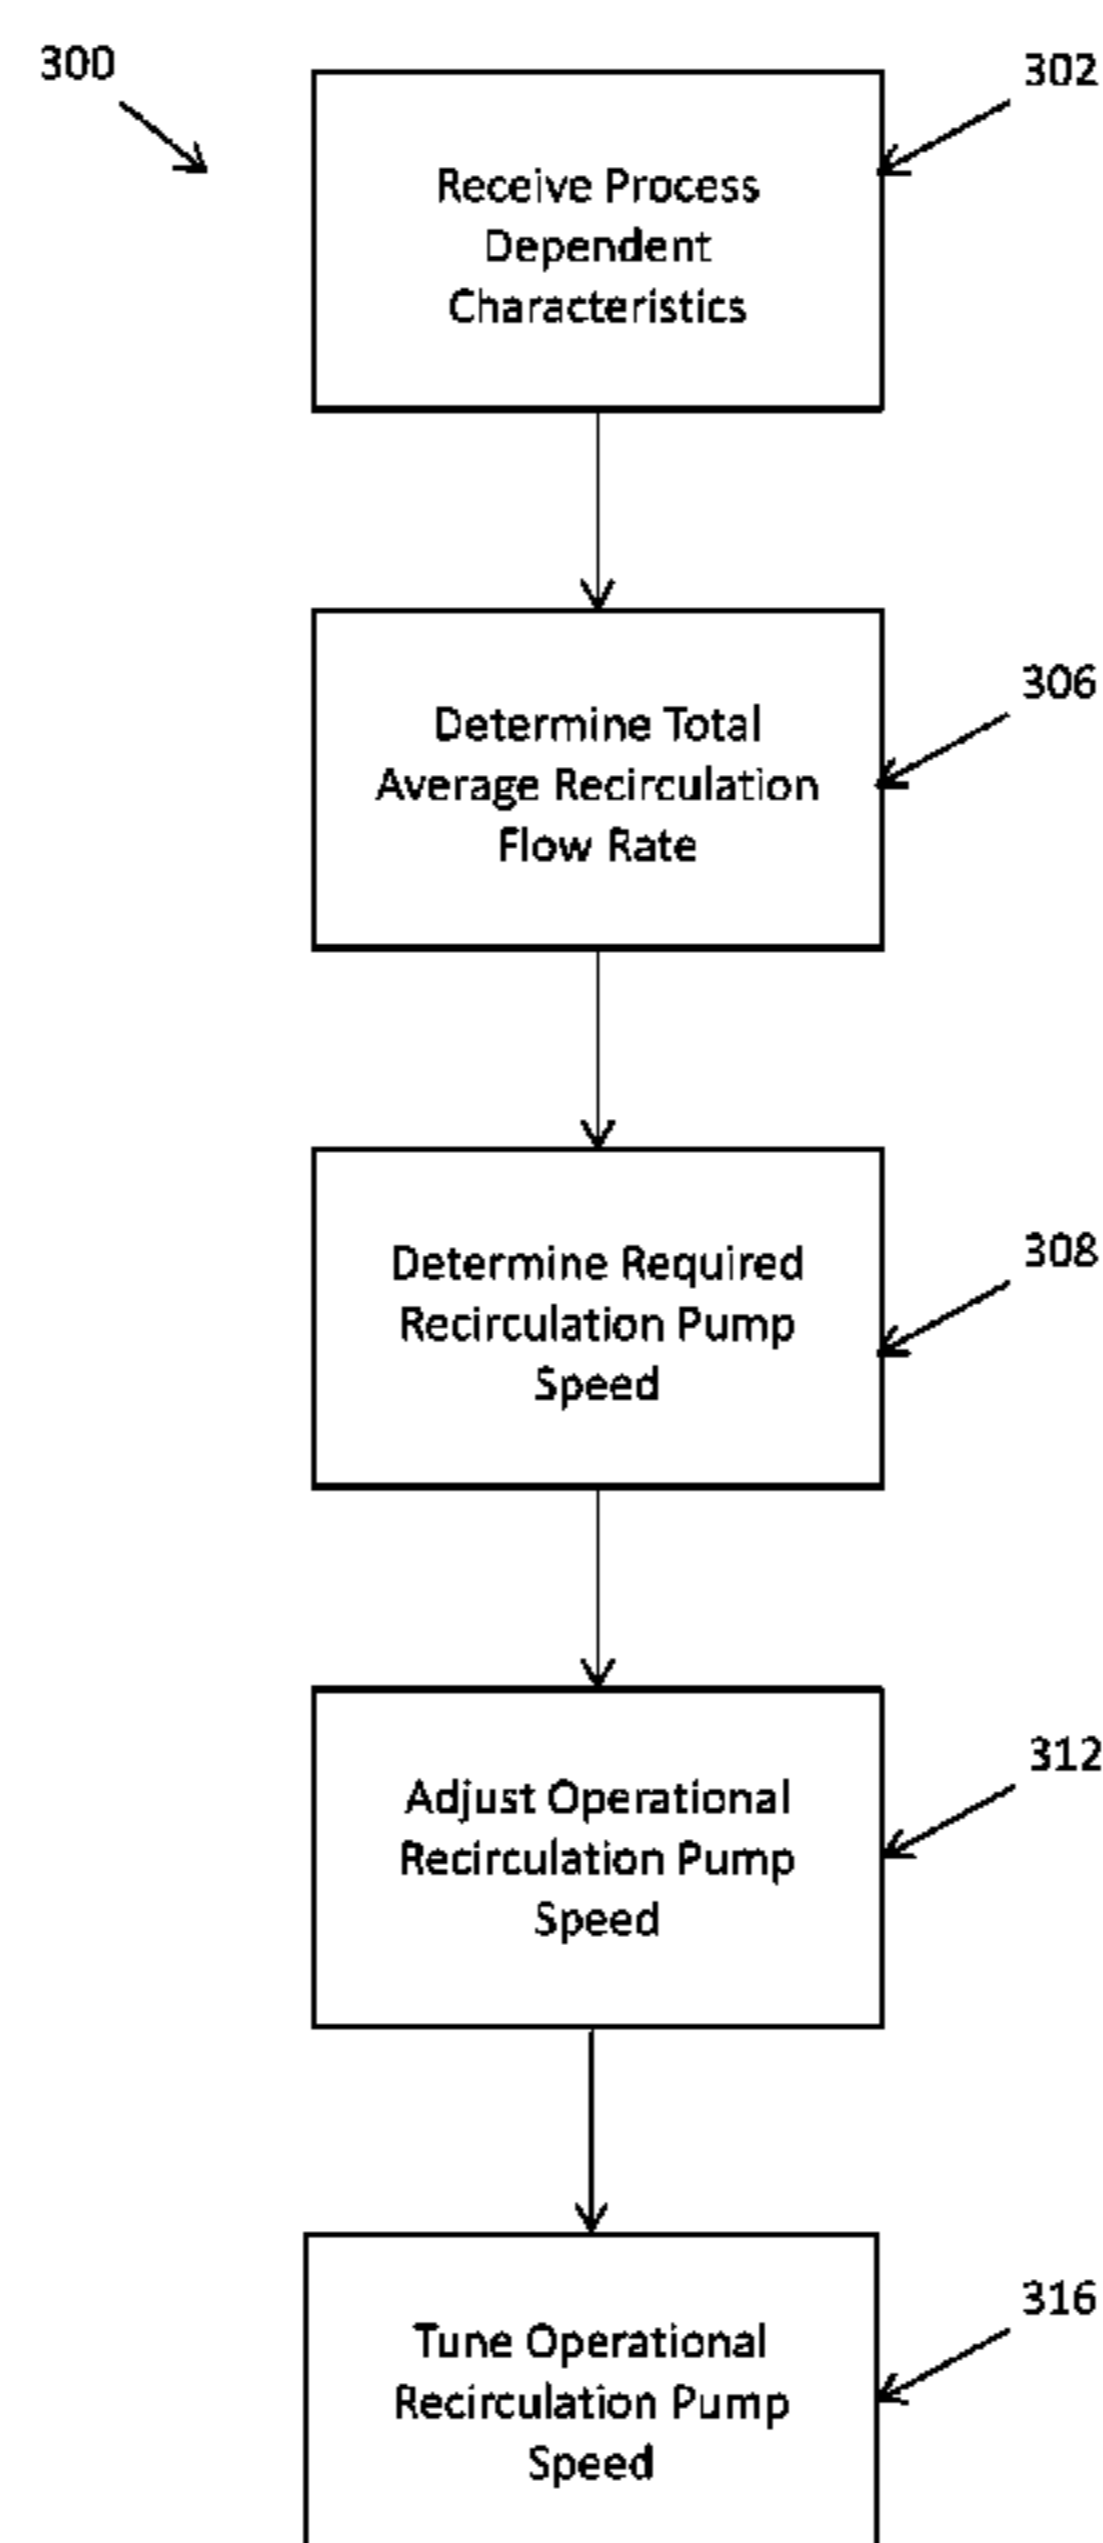 300
302
Receive Process
Dependent
Characteristics
306
Determine Total
Average Recirculation
Flow Rate
308
Determine Required
Recirculation Pump
Speed
312
Adjust Operational
Recirculation Pump
Speed
316
Tune Operational
Recirculation Pump
Speed